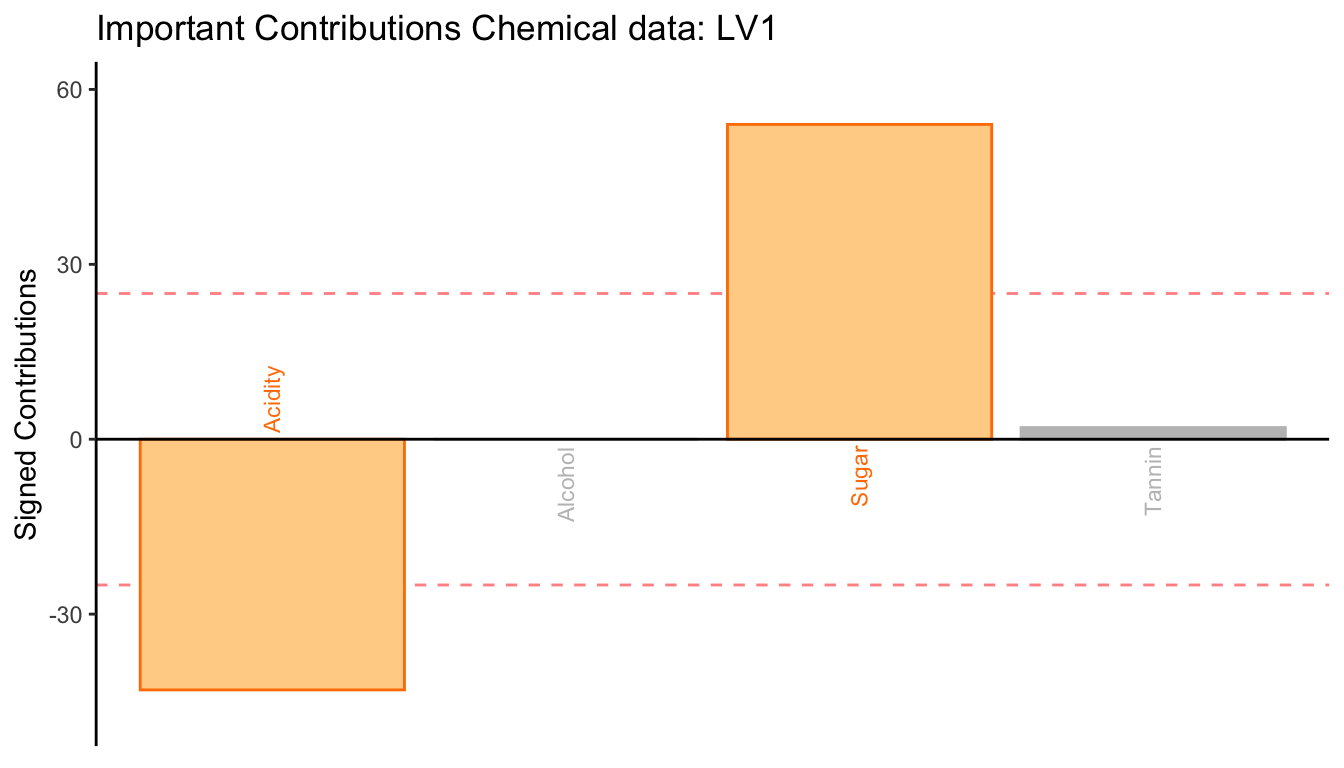 Important Contributions Chemical data: LV1
Signed Contributions
60
30
0
-30
Acidity
Alcohol
Sugar
Tannin